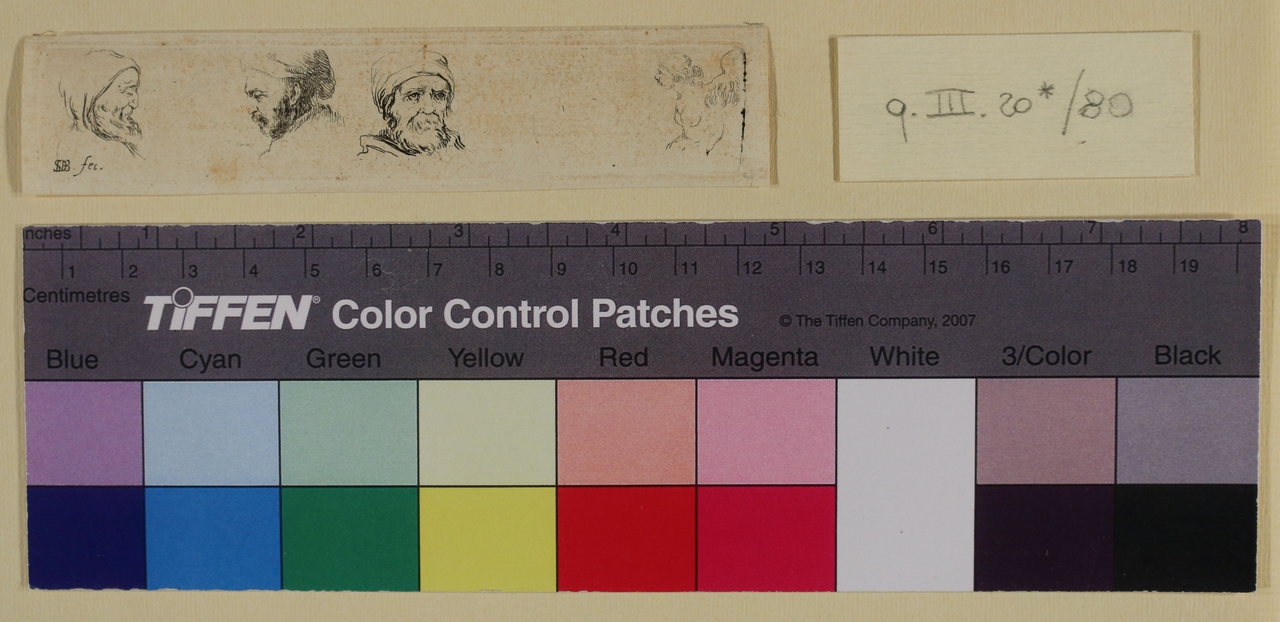 SDB fec.
9.III.20*/80
nches 1 2 3 4 5 6 7 8
1 2 3 4 5 6 7 8 9 10 11 12 13 14 15 16 17 18 19
Centimetres
TiFFEN® Color Control Patches © The Tiffen Company, 2007
Blue Cyan Green Yellow Red Magenta White 3/Color Black